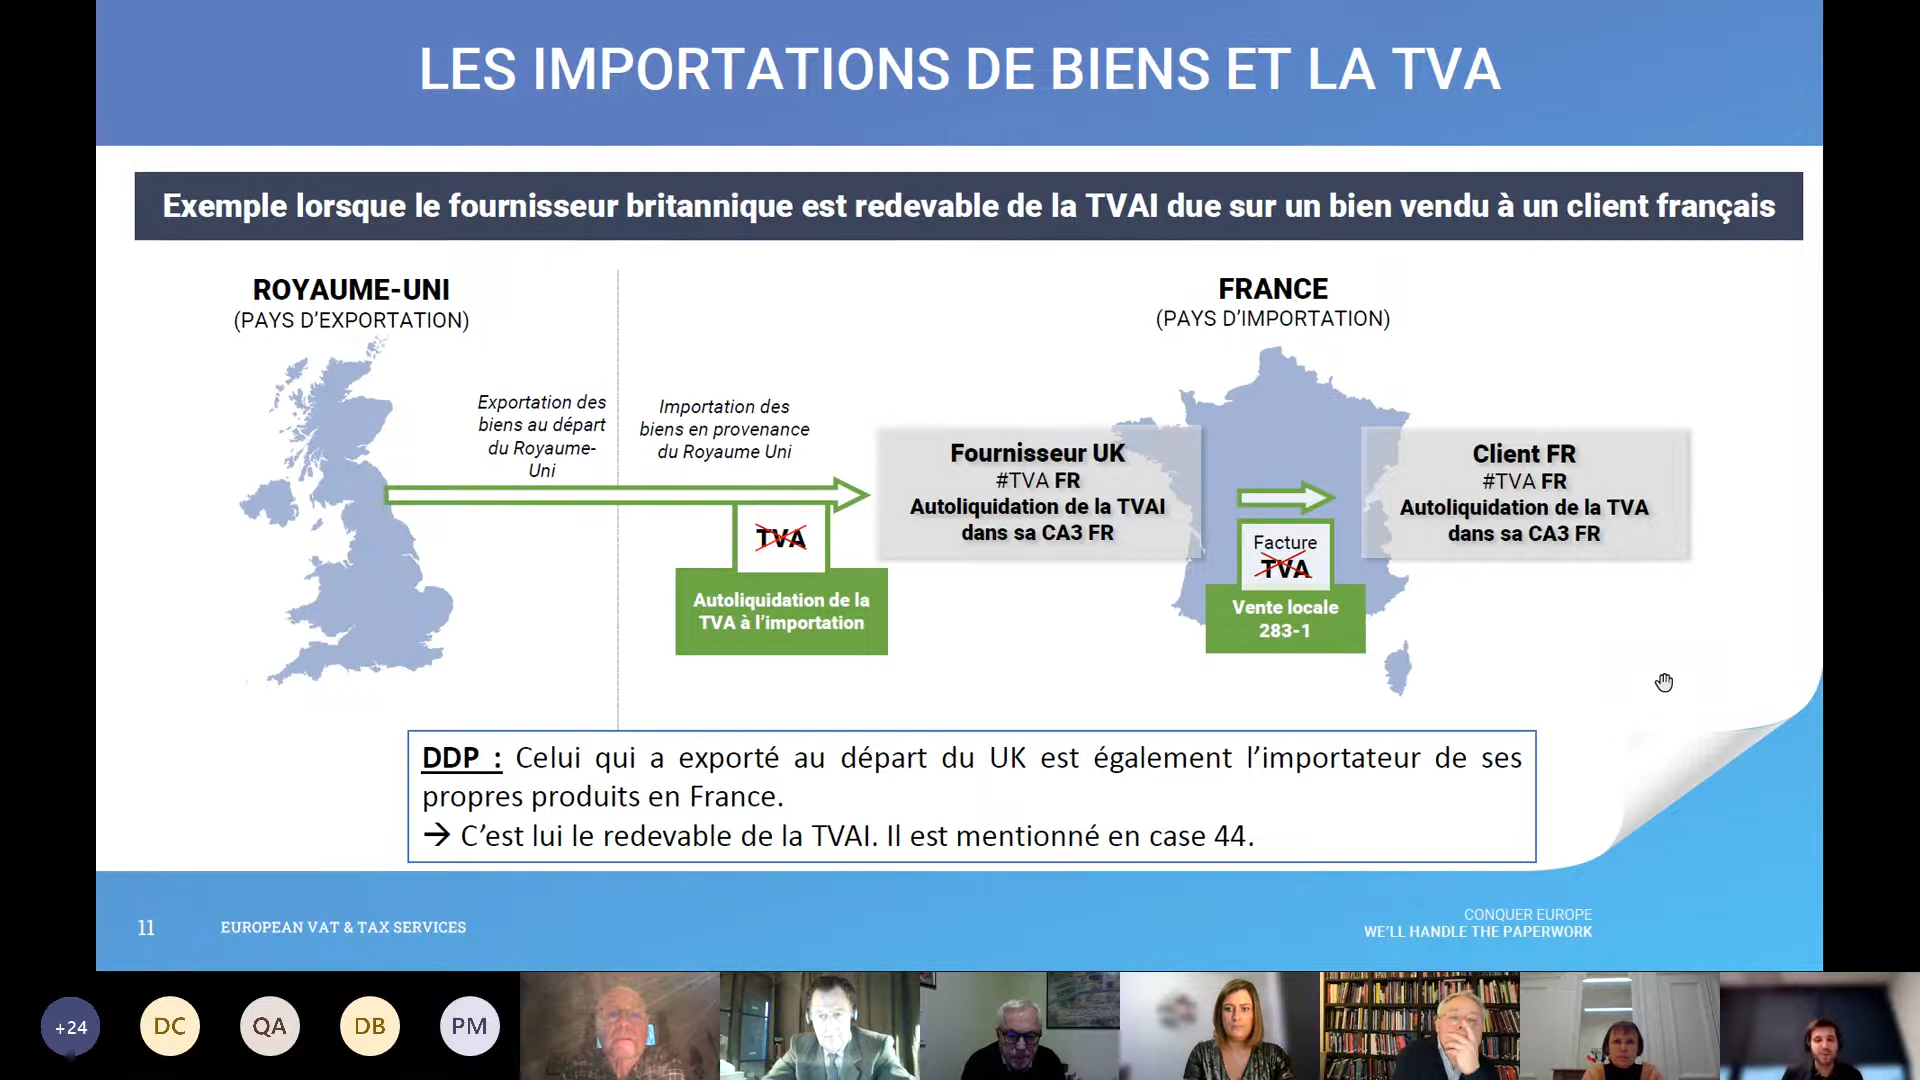 LES IMPORTATIONS DE BIENS ET LA TVA
Exemple lorsque le fournisseur britannique est redevable de la TVAI due sur un bien vendu à un client français
ROYAUME-UNI
(PAYS D’EXPORTATION)
FRANCE
(PAYS D’IMPORTATION)
Exportation des
biens au départ
du Royaume-
Uni
Importation des
biens en provenance
du Royaume Uni
TVA
Autoliquidation de la
TVA à l’importation
Fournisseur UK
#TVA FR
Autoliquidation de la TVAI
dans sa CA3 FR
Facture
TVA
Vente locale
283-1
Client FR
#TVA FR
Autoliquidation de la TVA
dans sa CA3 FR
DDP : Celui qui a exporté au départ du UK est également l’importateur de ses
propres produits en France.
→ C’est lui le redevable de la TVAI. Il est mentionné en case 44.
11
EUROPEAN VAT & TAX SERVICES
CONQUER EUROPE
WE’LL HANDLE THE PAPERWORK
+24
DC
QA
DB
PM